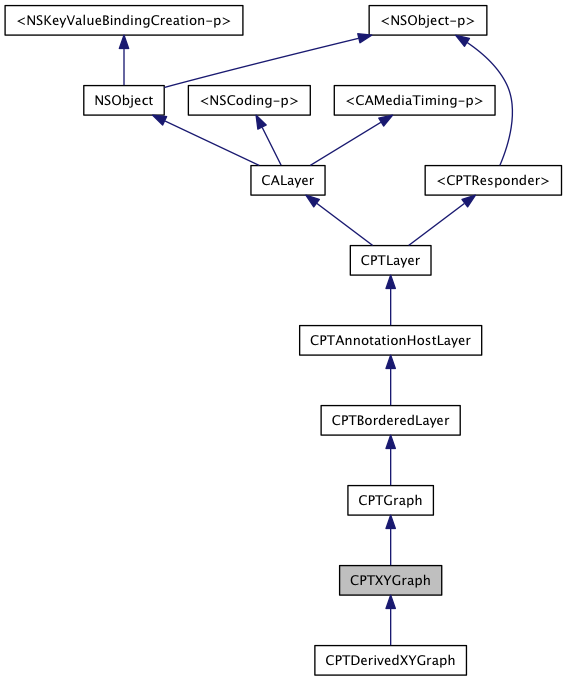 <NSKeyValueBindingCreation-p>
<NSObject-p>
NSObject
<NSCoding-p>
<CAMediaTiming-p>
CALayer
<CPTResponder>
CPTLayer
CPTAnnotationHostLayer
CPTBorderedLayer
CPTGraph
CPTXYGraph
CPTDerivedXYGraph